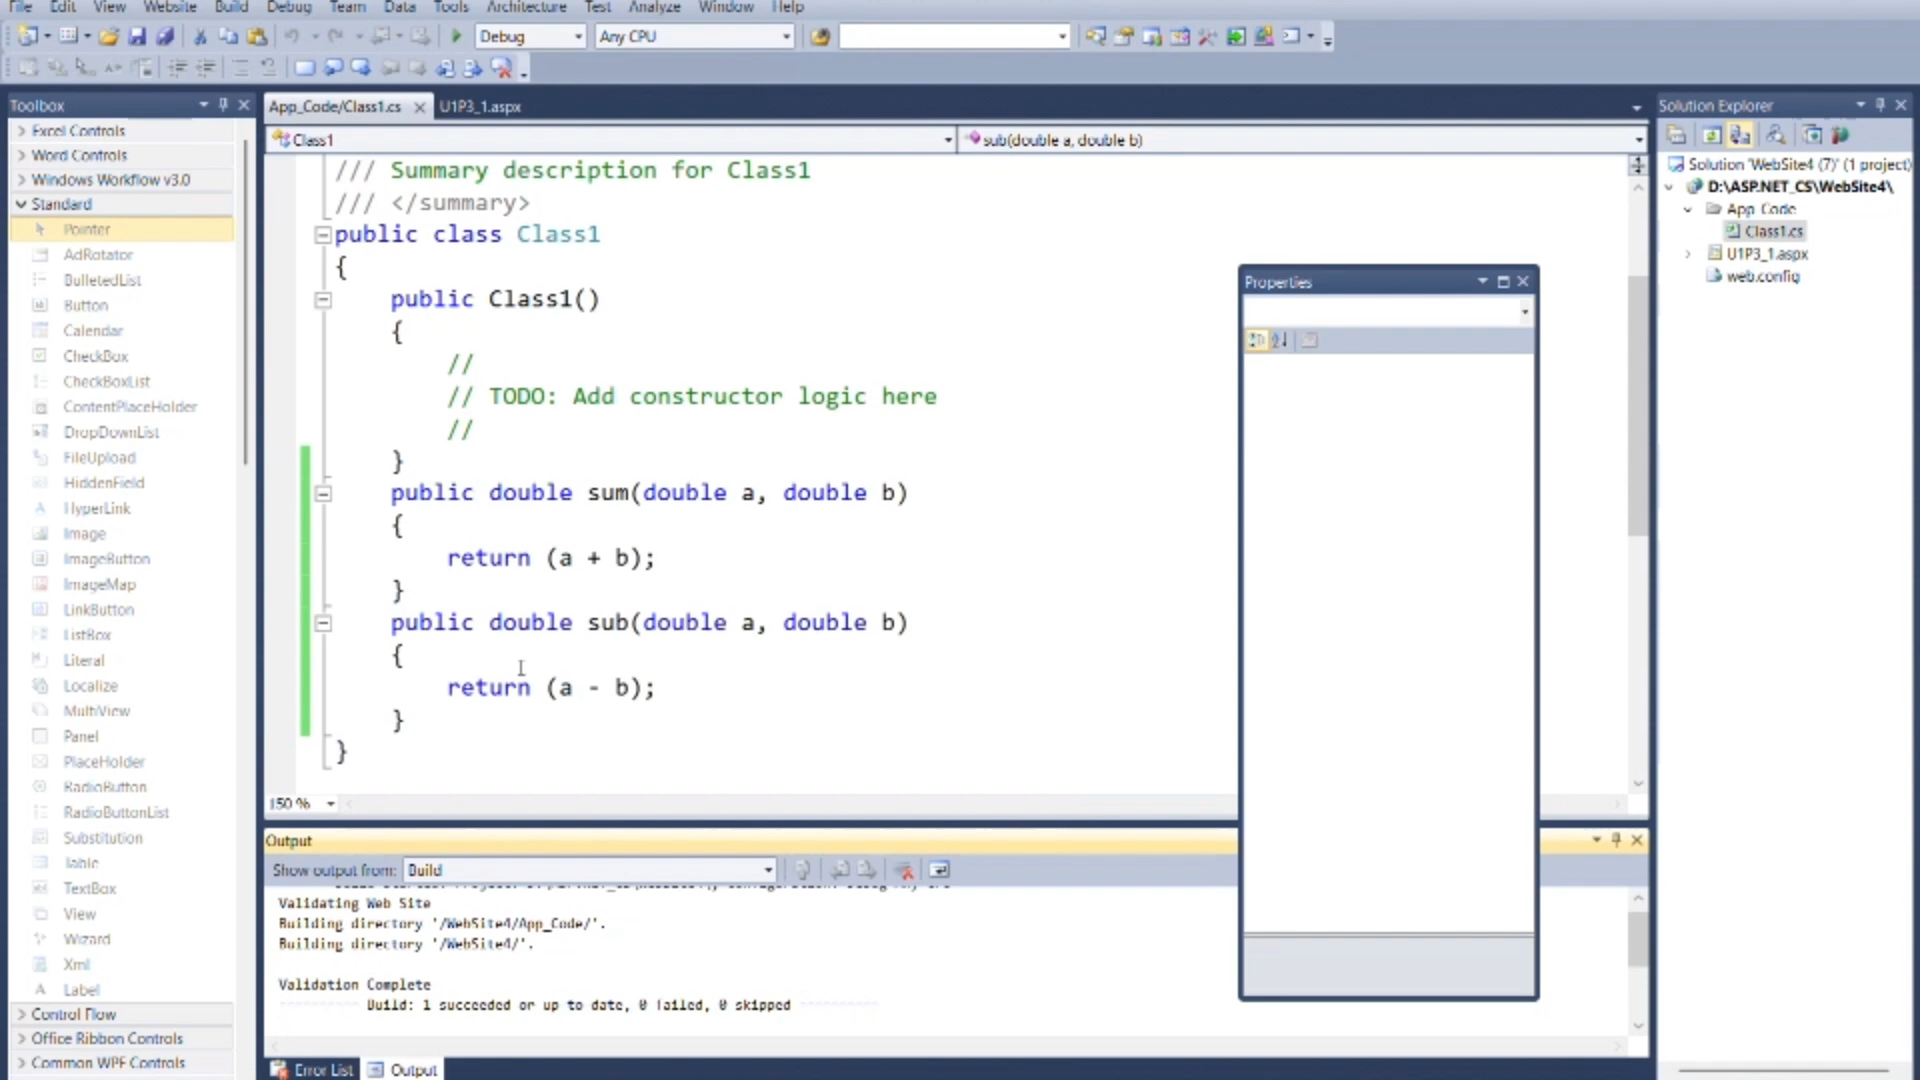 File Edit View Website Build Debug Team Data Tools Architecture Test Analyze Window Help
Debug Any CPU
Toolbox
Excel Controls
Word Controls
Windows Workflow v3.0
Standard
Pointer
AdRotator
BulletedList
Button
Calendar
CheckBox
CheckBoxList
ContentPlaceHolder
DropDownList
FileUpload
HiddenField
HyperLink
Image
ImageButton
ImageMap
LinkButton
ListBox
Literal
Localize
MultiView
Panel
PlaceHolder
RadioButton
RadioButtonList
Substitution
Table
TextBox
View
Wizard
Xml
Label
Control Flow
Office Ribbon Controls
Common WPF Controls
App_Code/Class1.cs U1P3_1.aspx
Class1 sub(double a, double b)
/// Summary description for Class1
/// </summary>
public class Class1
{
public Class1()
{
//
// TODO: Add constructor logic here
//
}
public double sum(double a, double b)
{
return (a + b);
}
public double sub(double a, double b)
{
return (a - b);
}
}
150 %
Output
Show output from: Build
Validating Web Site
Building directory '/WebSite4/App_Code/'.
Building directory '/WebSite4/'.
Validation Complete
========== Build: 1 succeeded or up to date, 0 failed, 0 skipped ==========
Error List Output
Properties
Solution Explorer
Solution 'WebSite4 (7)' (1 project)
D:\ASP.NET_CS\WebSite4\
App_Code
Class1.cs
U1P3_1.aspx
web.config